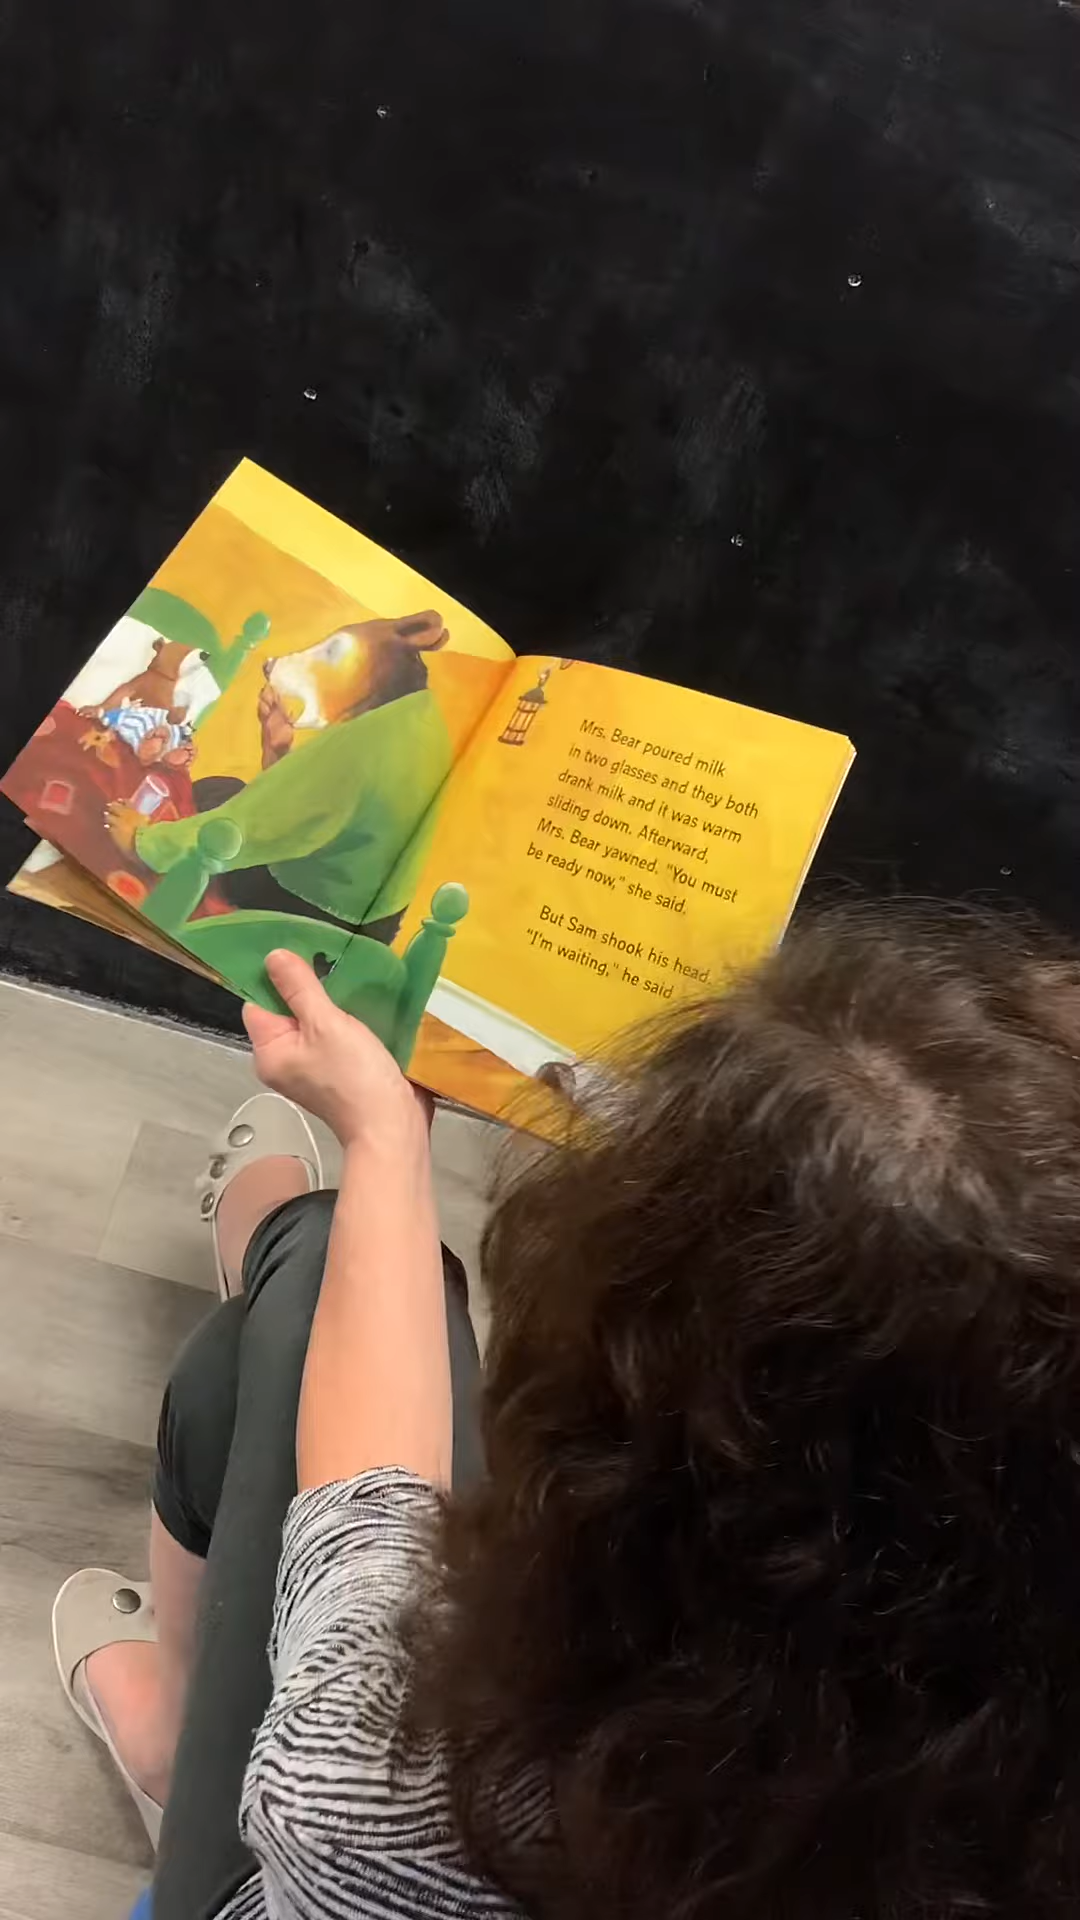 Mrs. Bear poured milk
in two glasses and they both
drank milk and it was warm
sliding down. Afterward,
Mrs. Bear yawned. "You must
be ready now," she said.
But Sam shook his head.
"I'm waiting," he said